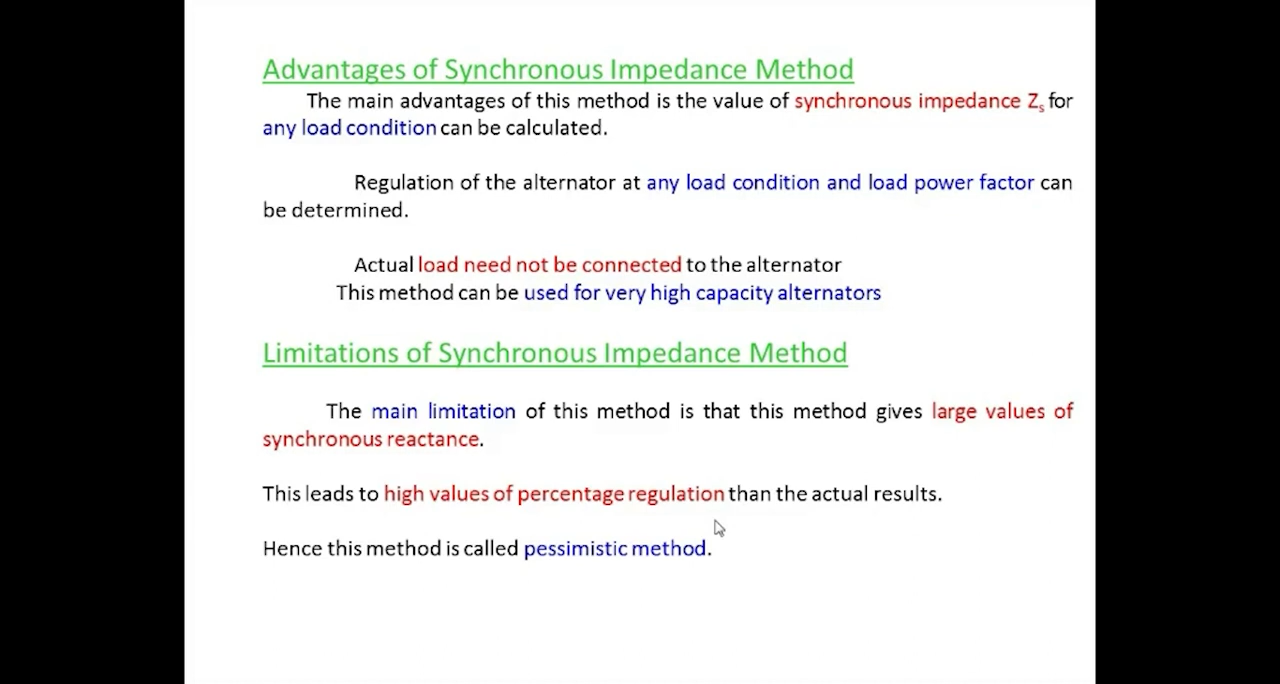 Advantages of Synchronous Impedance Method
The main advantages of this method is the value of synchronous impedance Zs for
any load condition can be calculated.
Regulation of the alternator at any load condition and load power factor can
be determined.
Actual load need not be connected to the alternator
This method can be used for very high capacity alternators
Limitations of Synchronous Impedance Method
The main limitation of this method is that this method gives large values of
synchronous reactance.
This leads to high values of percentage regulation than the actual results.
Hence this method is called pessimistic method.